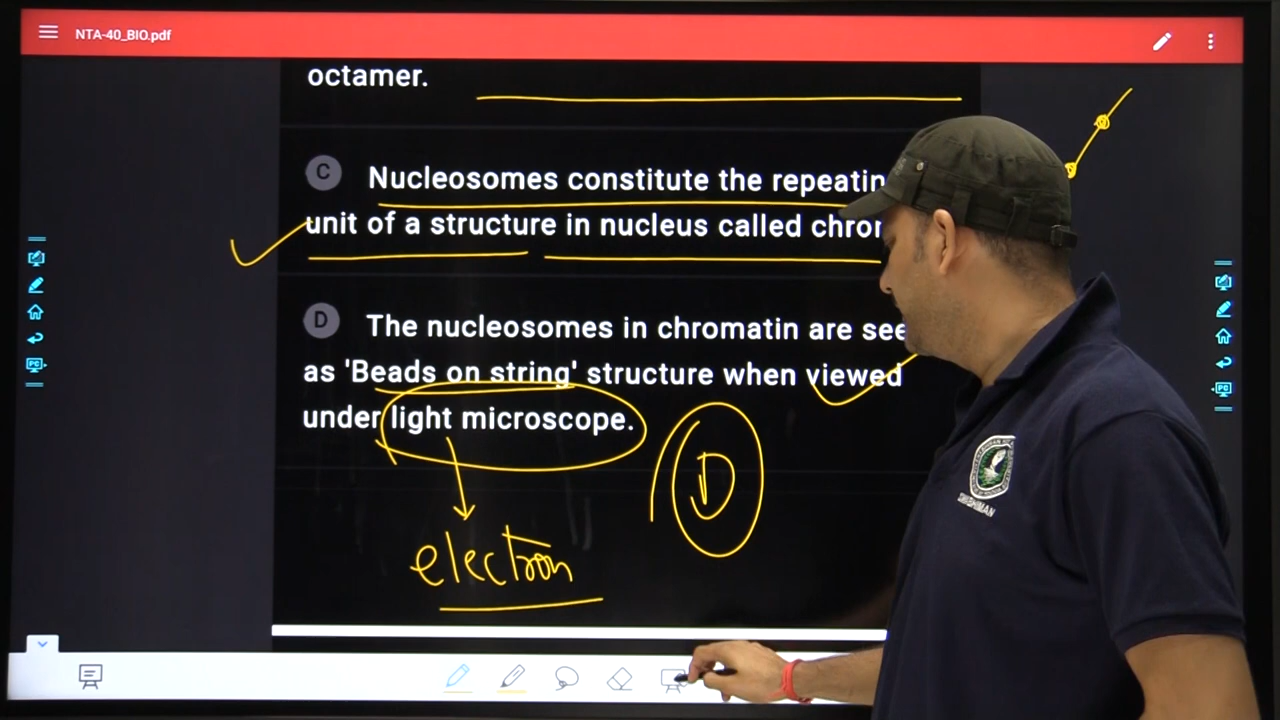 NTA-40_BIO.pdf
octamer.
C Nucleosomes constitute the repeatin
unit of a structure in nucleus called chron
D The nucleosomes in chromatin are see
as 'Beads on string' structure when viewed
under light microscope.
D
electron